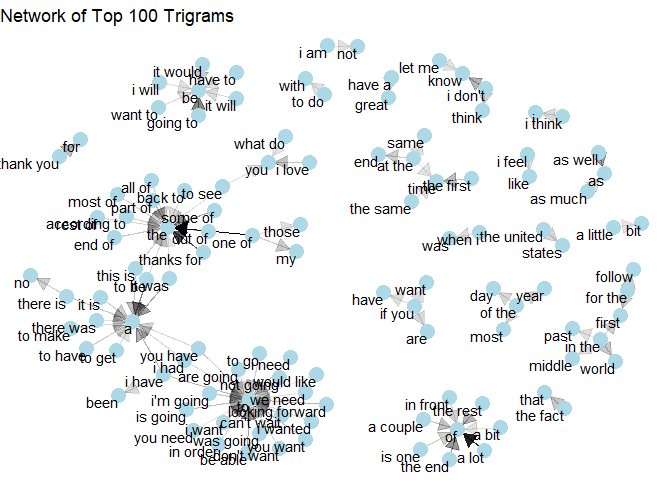 Network of Top 100 Trigrams
i am
not
it would
have to
let me
i will
be
it will
with
to do
have a
great
know
i don't
think
want to
going to
i think
for
thank you
what do
same
end
at the
you
i love
i feel
like
as well
as
as much
all of
most of
back to
to see
part of
according to
rest of
some of
the
out of
one of
end of
thanks for
those
my
time
the first
the same
was
when i
the united
states
a little
bit
this is
to be
it was
no
there is
it is
there was
a
to make
to have
to get
have
want
if you
are
day
year
of the
most
follow
for the
first
past
in the
middle
world
you have
i had
are going
to go
need
would like
not going
i have
been
i'm going
to
we need
looking forward
is going
can't wait
i want
i wanted
you need
was going
you want
in order
don't want
be able
in front
the rest
a couple
of
a bit
is one
the end
a lot
that
the fact